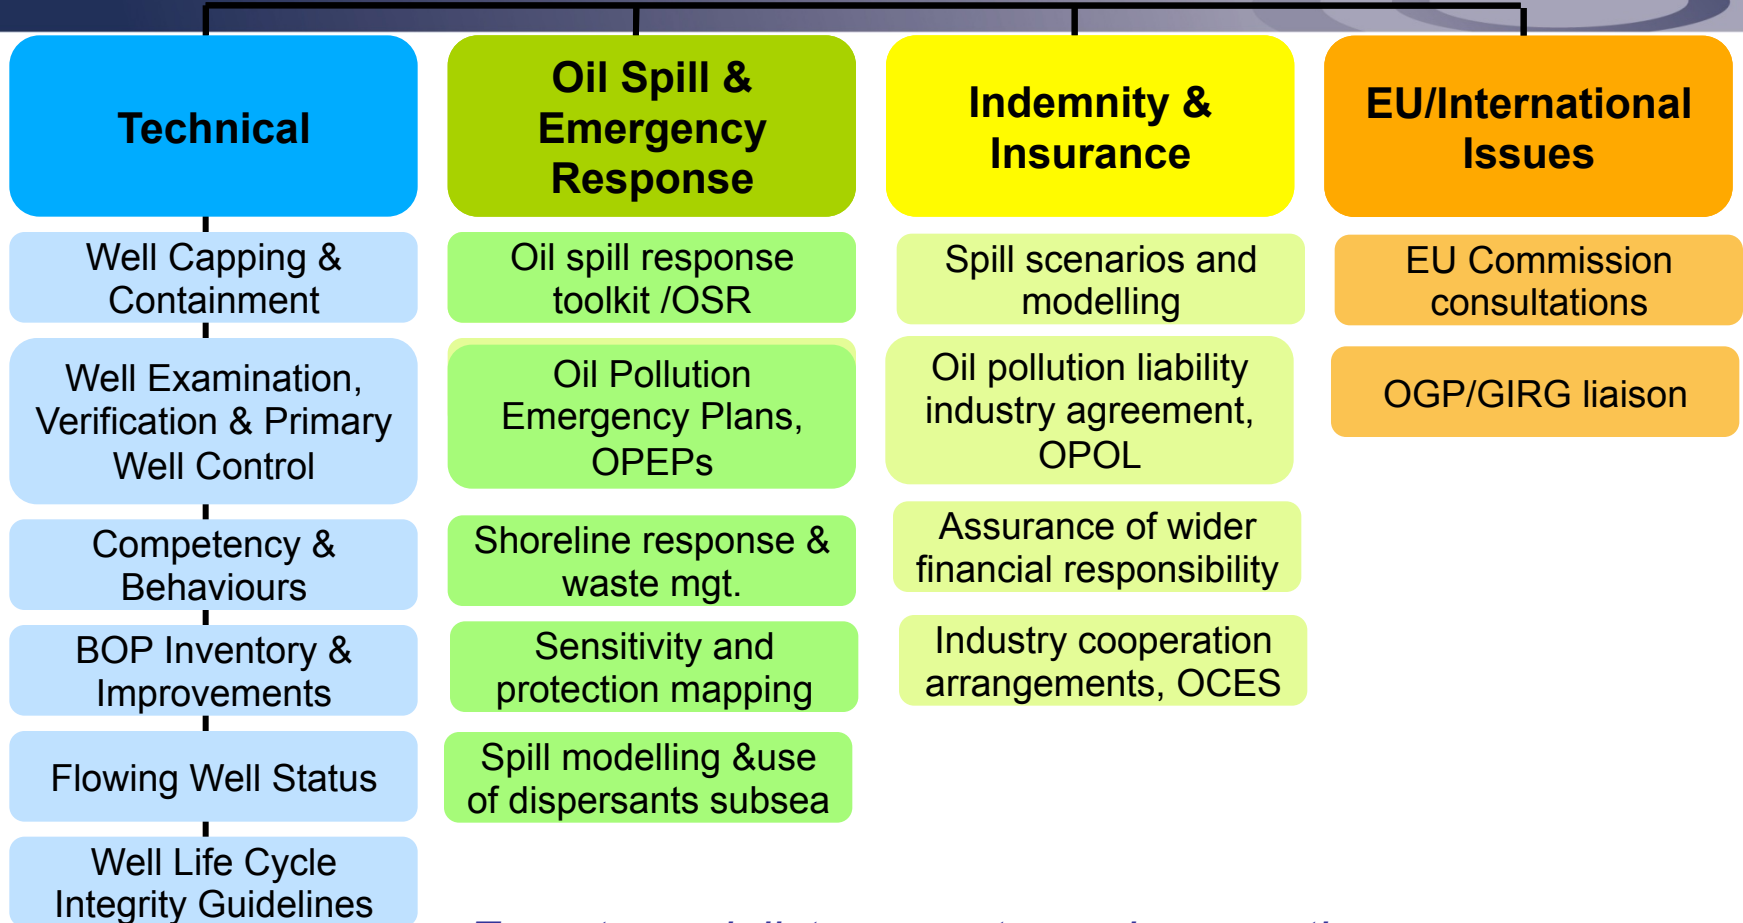 Technical
Well Capping &
Containment
Well Examination,
Verification & Primary
Well Control
Competency &
Behaviours
BOP Inventory &
Improvements
Flowing Well Status
Well Life Cycle
Integrity Guidelines
Oil Spill &
Emergency
Response
Oil spill response
toolkit /OSR
Oil Pollution
Emergency Plans,
OPEPs
Shoreline response &
waste mgt.
Sensitivity and
protection mapping
Spill modelling &use
of dispersants subsea
Indemnity &
Insurance
Spill scenarios and
modelling
Oil pollution liability
industry agreement,
OPOL
Assurance of wider
financial responsibility
Industry cooperation
arrangements, OCES
EU/International
Issues
EU Commission
consultations
OGP/GIRG liaison